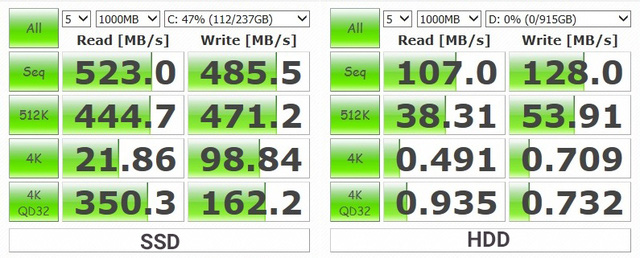 All 5 1000MB C: 47% (112/237GB)
Read [MB/s] Write [MB/s]
Seq 523.0 485.5
512K 444.7 471.2
4K 21.86 98.84
4K QD32 350.3 162.2
SSD
All 5 1000MB D: 0% (0/915GB)
Read [MB/s] Write [MB/s]
Seq 107.0 128.0
512K 38.31 53.91
4K 0.491 0.709
4K QD32 0.935 0.732
HDD